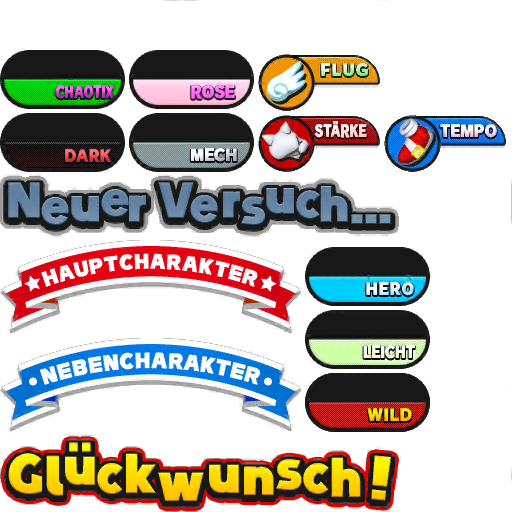 CHAOTIX
ROSE
FLUG
DARK
MECH
STÄRKE
TEMPO
Neuer Versuch...
HAUPTCHARAKTER
HERO
LEICHT
NEBENCHARAKTER
WILD
Glückwunsch!